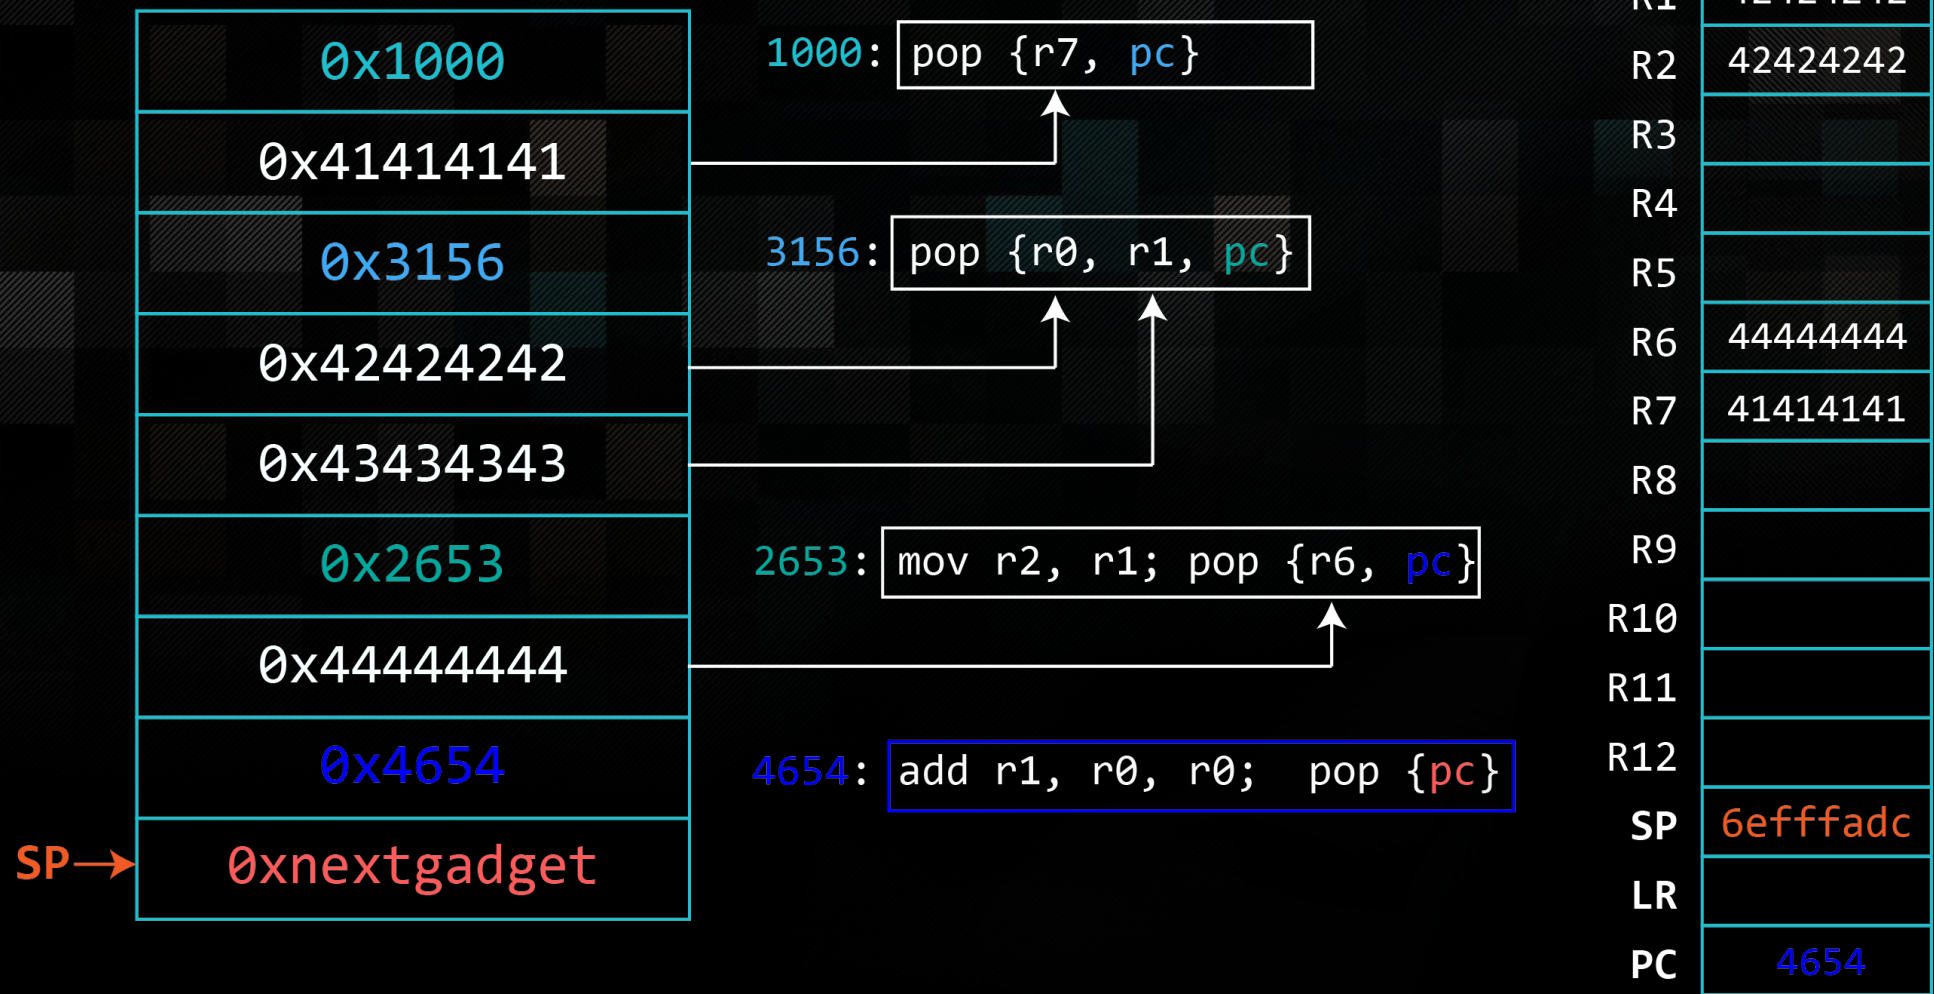 0x1000
0x41414141
0x3156
0x42424242
0x43434343
0x2653
0x44444444
0x4654
SP
0xnextgadget
1000: pop {r7, pc}
3156: pop {r0, r1, pc}
2653: mov r2, r1; pop {r6, pc}
4654: add r1, r0, r0; pop {pc}
R1
R2 42424242
R3
R4
R5
R6 44444444
R7 41414141
R8
R9
R10
R11
R12
SP 6efffadc
LR
PC 4654